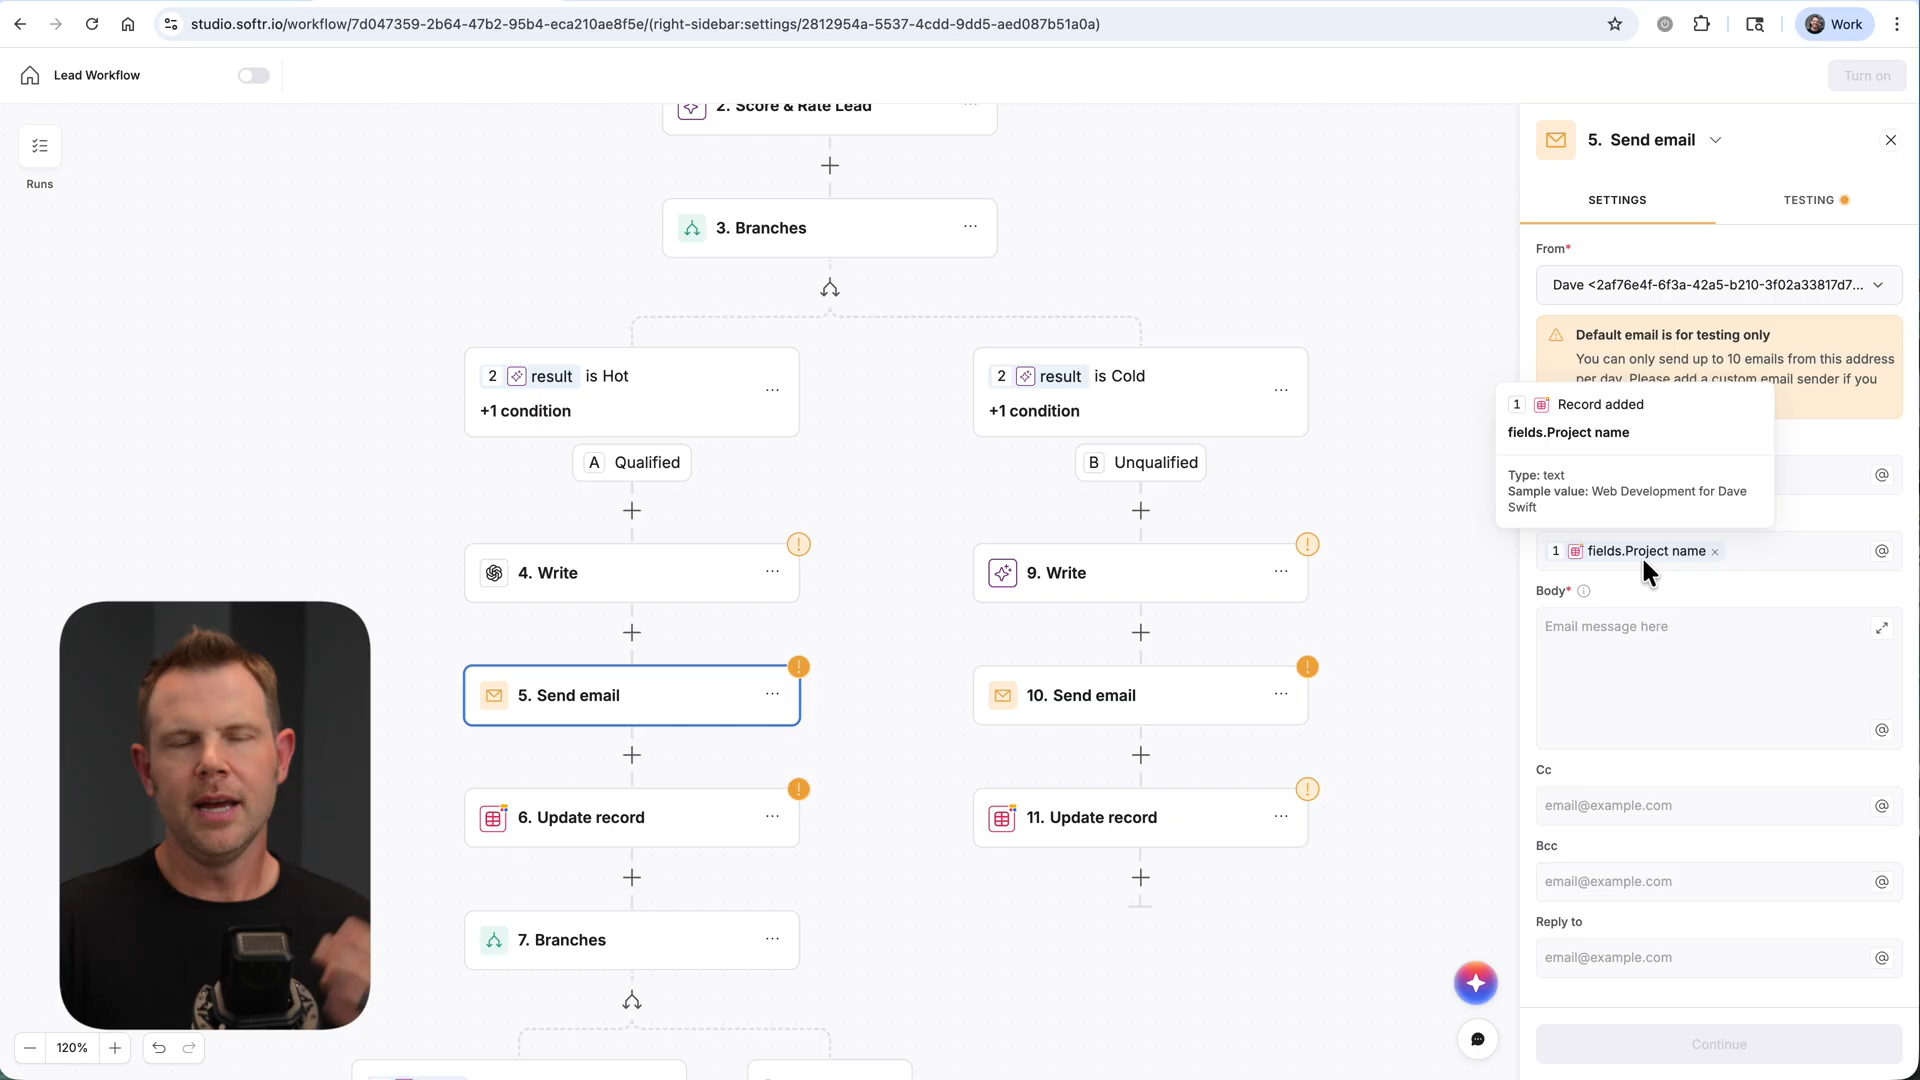 studio.softr.io/workflow/7d047359-2b64-47b2-95b4-eca210ae8f5e/(right-sidebar:settings/2812954a-5537-4cdd-9dd5-aed087b51a0a)
Work
Lead Workflow
Turn on
Runs
2. Score & Rate Lead
3. Branches
2 result is Hot
+1 condition
2 result is Cold
+1 condition
A Qualified
B Unqualified
4. Write
9. Write
5. Send email
10. Send email
6. Update record
11. Update record
7. Branches
120%
5. Send email
SETTINGS
TESTING
From*
Dave <2af76e4f-6f3a-42a5-b210-3f02a33817d7...
Default email is for testing only
You can only send up to 10 emails from this address
per day. Please add a custom email sender if you
1 Record added
fields.Project name
Type: text
Sample value: Web Development for Dave
Swift
@
1 fields.Project name ×
@
Body*
Email message here
@
Cc
email@example.com
@
Bcc
email@example.com
@
Reply to
email@example.com
@
Continue